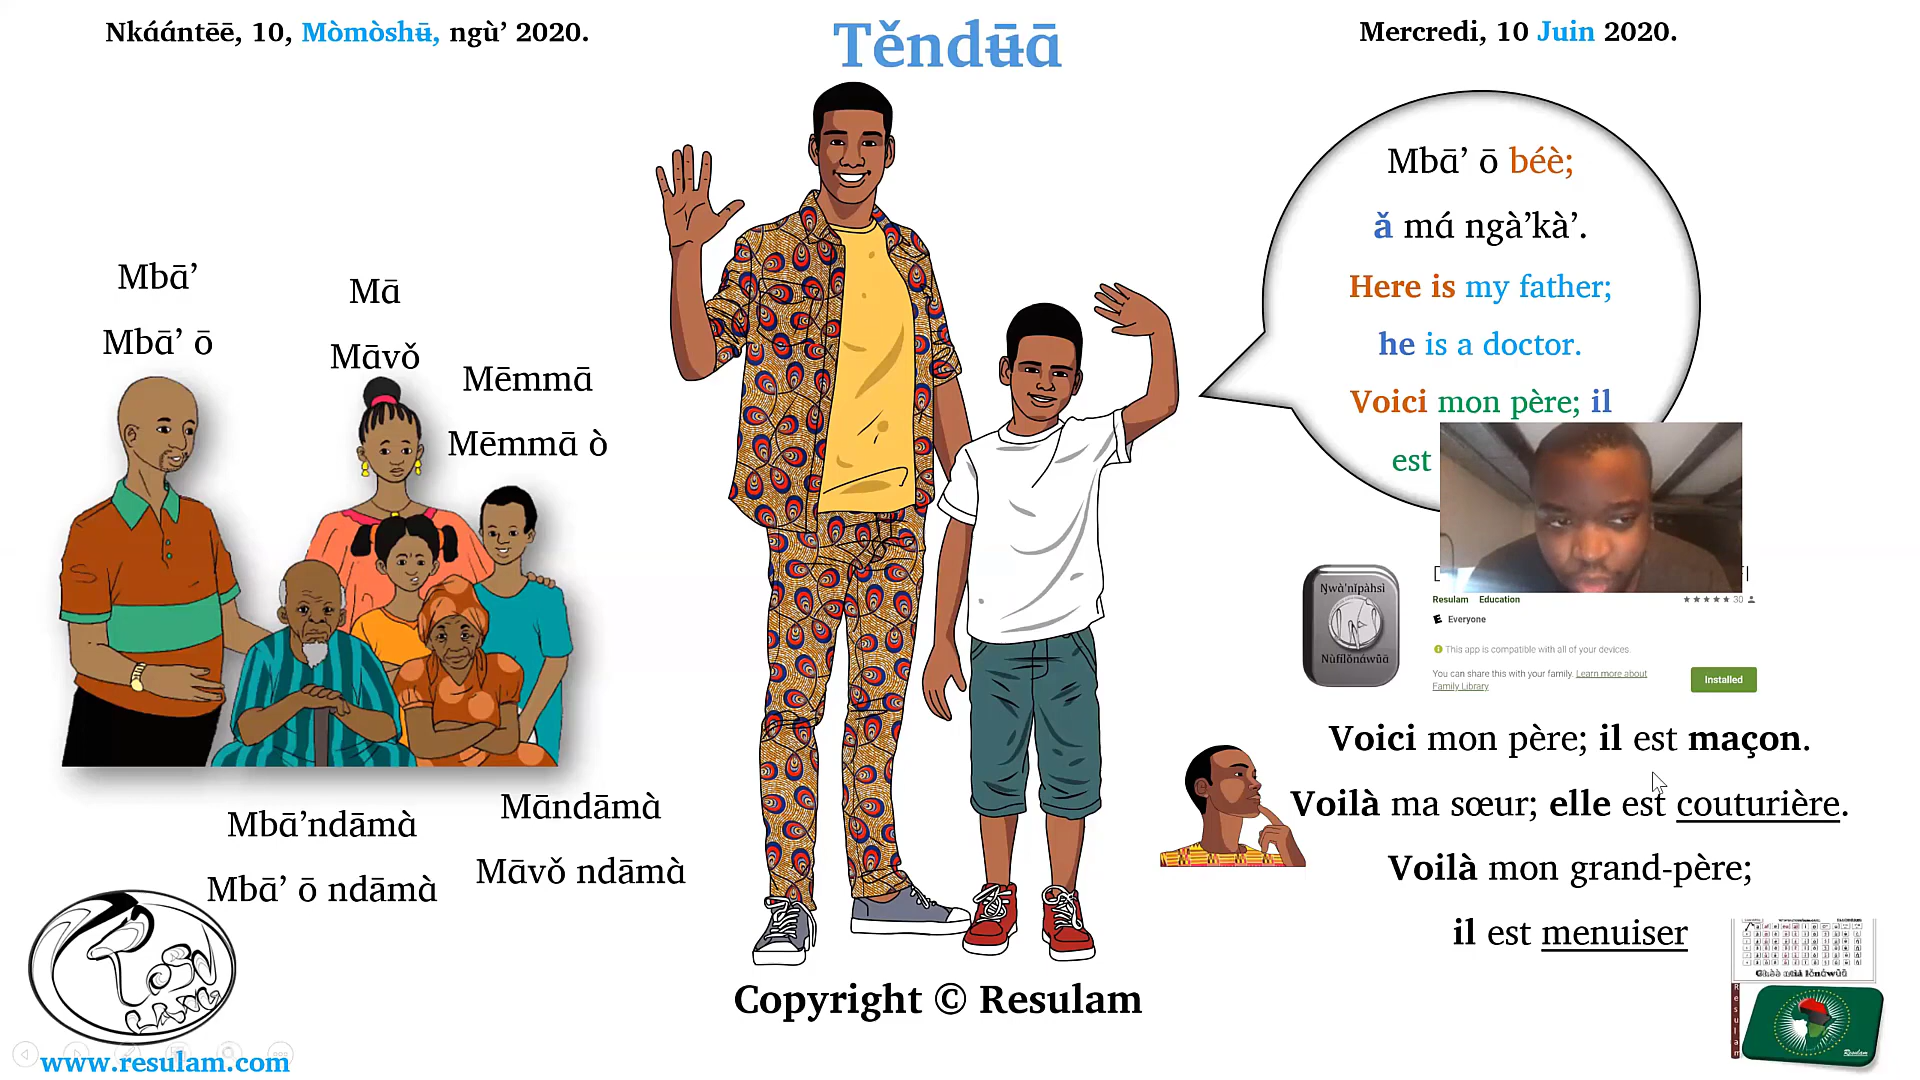 Nkáántēē, 10, Mòmòshʉ̄, ngù’ 2020.
Těndʉ̄ā
Mercredi, 10 Juin 2020.
Mbā’ ō béè;
ǎ má ngà’kà’.
Here is my father;
he is a doctor.
Voici mon père; il
est
Mbā’
Mbā’ ō
Mā
Māvǒ
Mēmmā
Mēmmā ò
Mbā’ndāmà
Mbā’ ō ndāmà
Māndāmà
Māvǒ ndāmà
Resulam Education
30
Everyone
This app is compatible with all of your devices.
You can share this with your family. Learn more about
Family Library
Installed
Voici mon père; il est maçon.
Voilà ma sœur; elle est couturière.
Voilà mon grand-père;
il est menuiser
Copyright © Resulam
www.resulam.com
Resulam